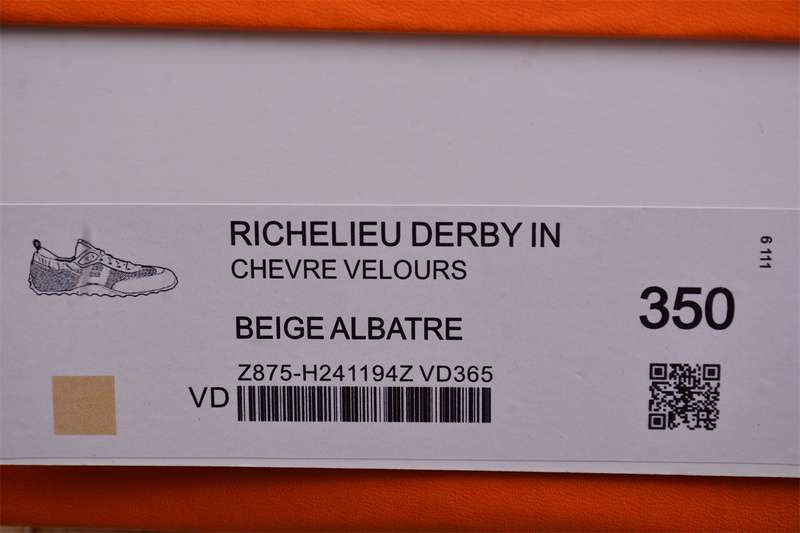 RICHELIEU DERBY IN
CHEVRE VELOURS
6 111
350
BEIGE ALBATRE
Z875-H241194Z VD365
VD